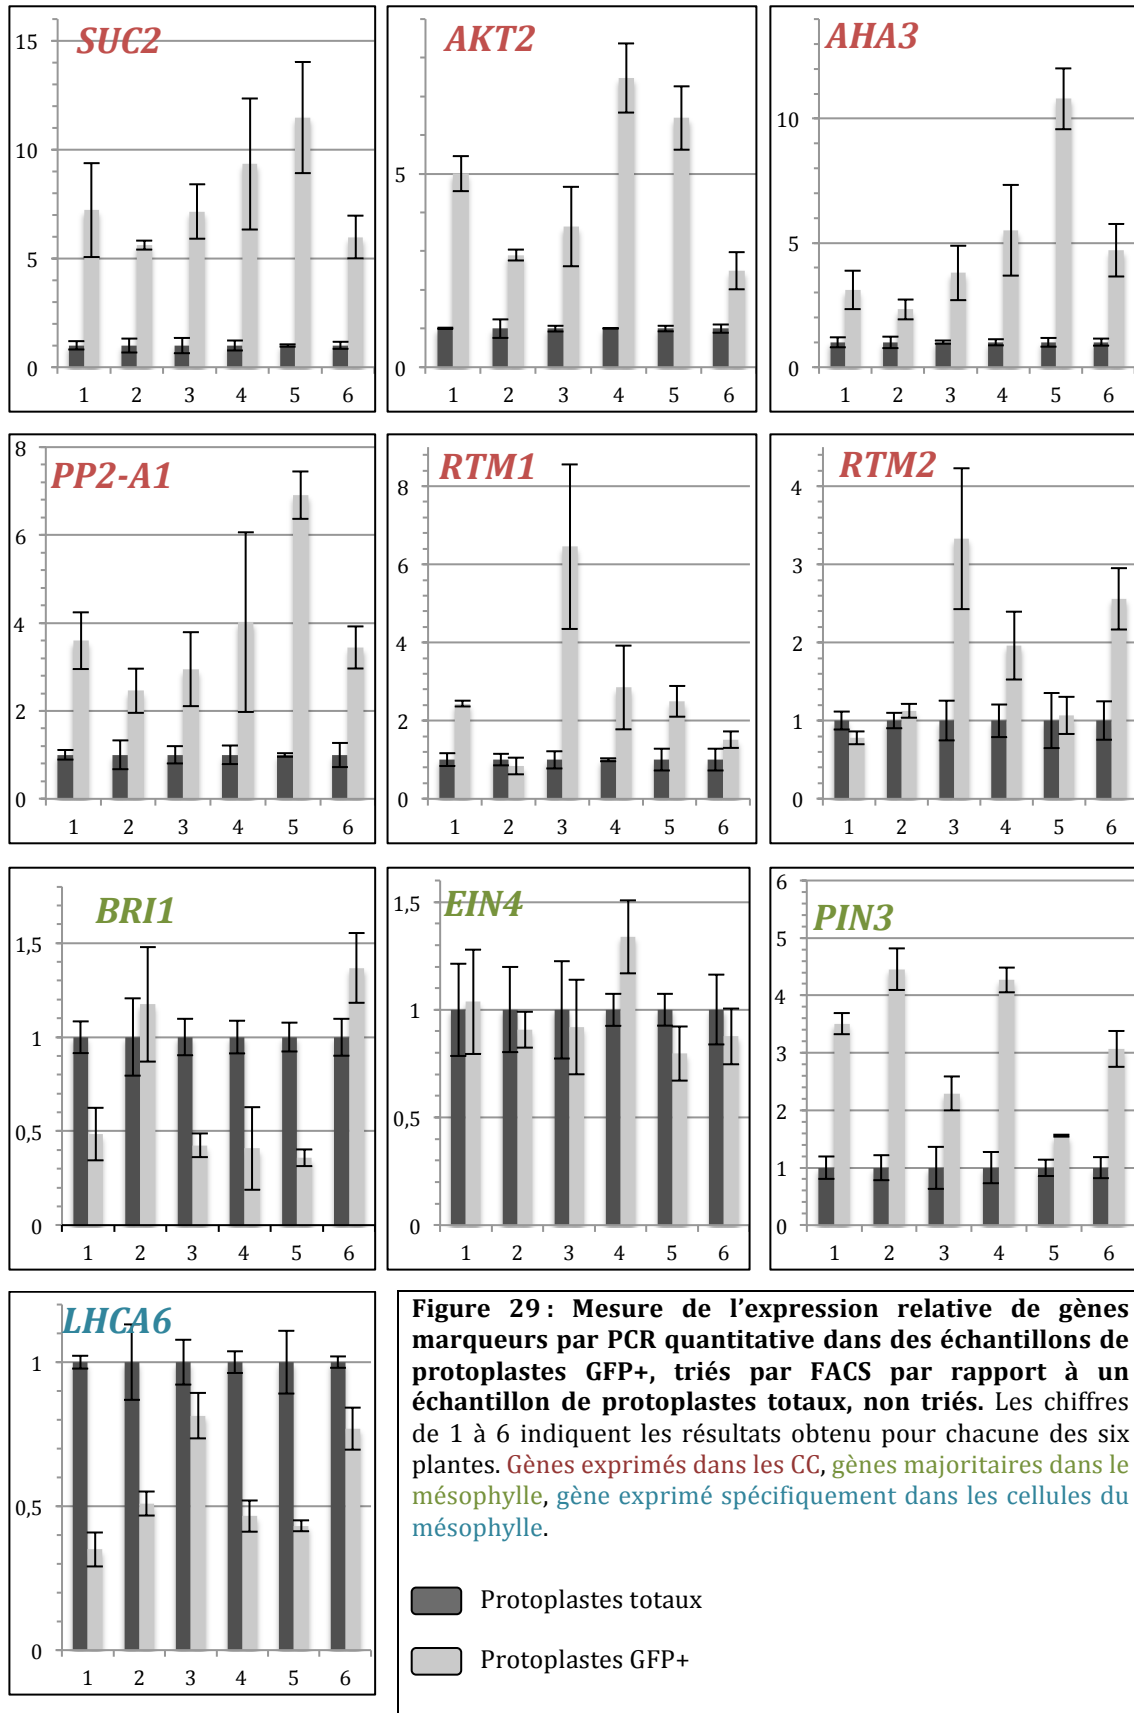 SUC2
15
10
5
0
1 2 3 4 5 6
AKT2
5
0
1 2 3 4 5 6
AHA3
10
5
0
1 2 3 4 5 6
PP2-A1
8
6
4
2
0
1 2 3 4 5 6
RTM1
8
6
4
2
0
1 2 3 4 5 6
RTM2
4
3
2
1
0
1 2 3 4 5 6
BRI1
1,5
1
0,5
0
1 2 3 4 5 6
EIN4
1,5
1
0,5
0
1 2 3 4 5 6
PIN3
6
5
4
3
2
1
0
1 2 3 4 5 6
LHCA6
1
0,5
0
1 2 3 4 5 6
Figure 29 : Mesure de l'expression relative de gènes
marqueurs par PCR quantitative dans des échantillons de
protoplastes GFP+, triés par FACS par rapport à un
échantillon de protoplastes totaux, non triés. Les chiffres
de 1 à 6 indiquent les résultats obtenu pour chacune des six
plantes. Gènes exprimés dans les CC, gènes majoritaires dans le
mésophylle, gène exprimé spécifiquement dans les cellules du
mésophylle.
Protoplastes totaux
Protoplastes GFP+